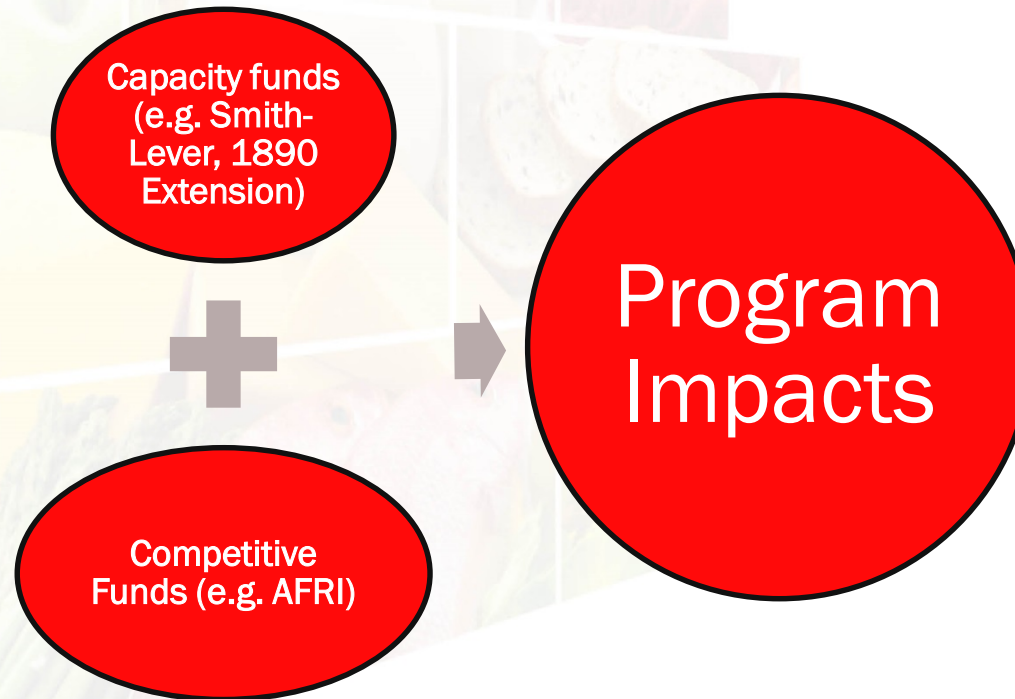 Capacity funds
(e.g. Smith-
Lever, 1890
Extension)
Competitive
Funds (e.g. AFRI)
Program
Impacts